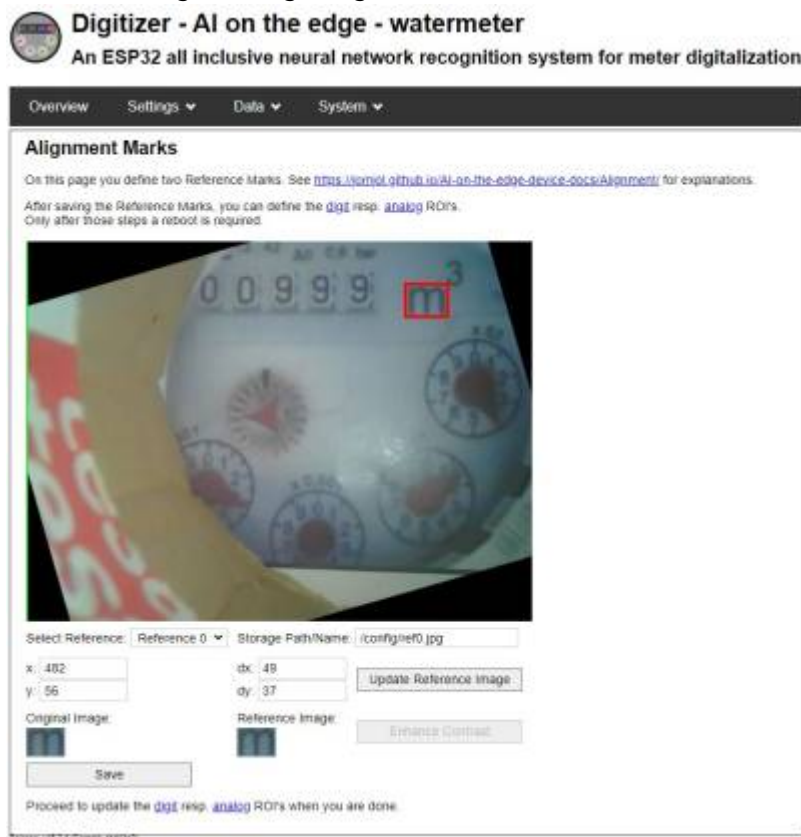 Digitizer - AI on the edge - watermeter
An ESP32 all inclusive neural network recognition system for meter digitalization
Overview Settings Data System
Alignment Marks
On this page you define two Reference Marks. See https://jomjol.github.io/AI-on-the-edge-device-docs/Alignment/ for explanations.
After saving the Reference Marks, you can define the digit resp. analog ROI's.
Only after those steps a reboot is required.
0 0 9 9 9 m3
Select Reference: Reference 0 Storage Path/Name: /config/ref0.jpg
x: 482 dx: 49
Update Reference Image
y: 56 dy: 37
Original Image: Reference Image:
Enhance Contrast
m m
Save
Proceed to update the digit resp. analog ROI's when you are done.